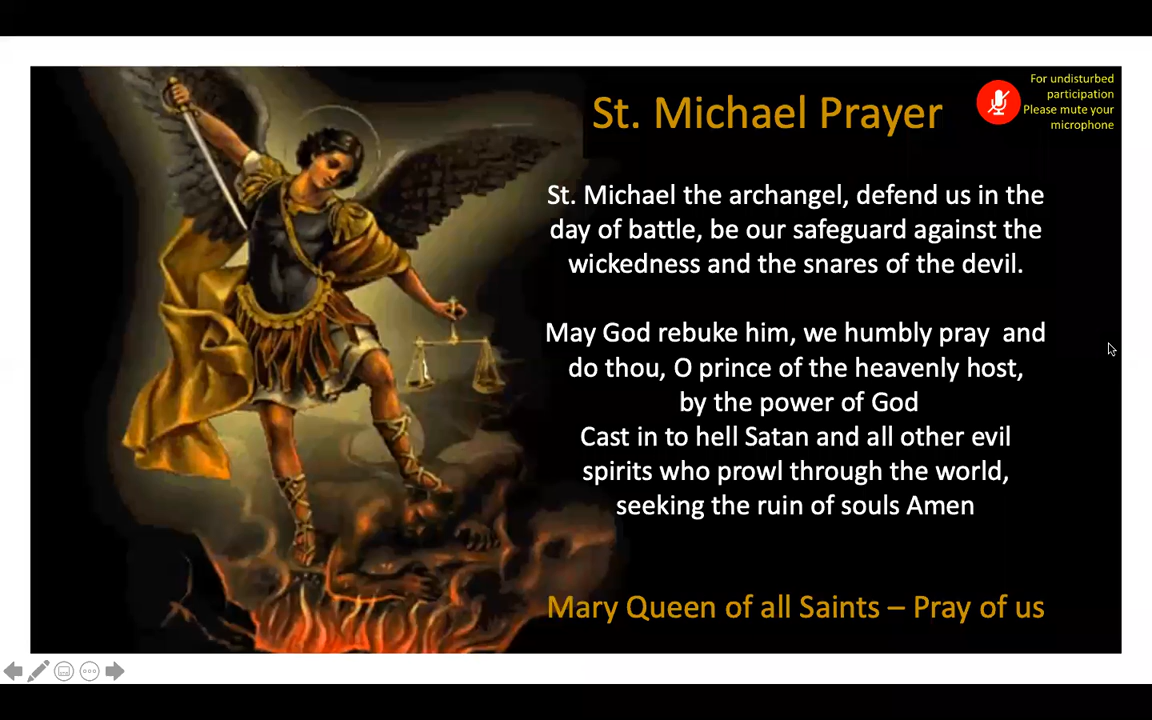 St. Michael Prayer
For undisturbed
participation
Please mute your
microphone
St. Michael the archangel, defend us in the
day of battle, be our safeguard against the
wickedness and the snares of the devil.
May God rebuke him, we humbly pray  and
do thou, O prince of the heavenly host,
by the power of God
Cast in to hell Satan and all other evil
spirits who prowl through the world,
seeking the ruin of souls Amen
Mary Queen of all Saints – Pray of us